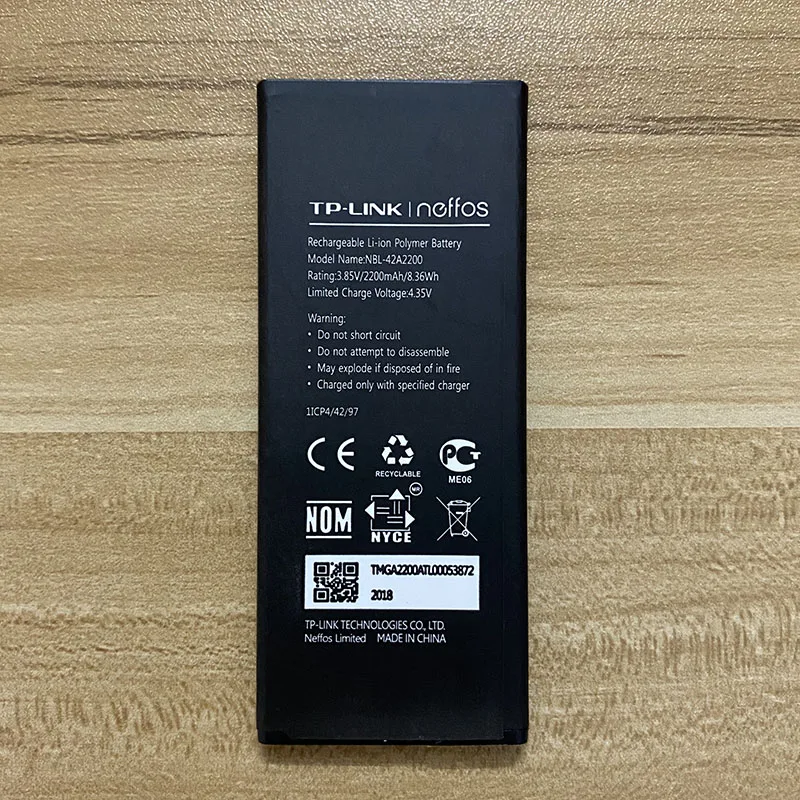 TP-LINK | neffos
Rechargeable Li-ion Polymer Battery
Model Name:NBL-42A2200
Rating:3.85V/2200mAh/8.36Wh
Limited Charge Voltage:4.35V
Warning:
• Do not short circuit
• Do not attempt to disassemble
• May explode if disposed of in fire
• Charged only with specified charger
1ICP4/42/97
CE
RECYCLABLE
PCT
ME06
NOM
MR
NYCE
TMGA2200ATL00053872
2018
TP-LINK TECHNOLOGIES CO., LTD.
Neffos Limited MADE IN CHINA